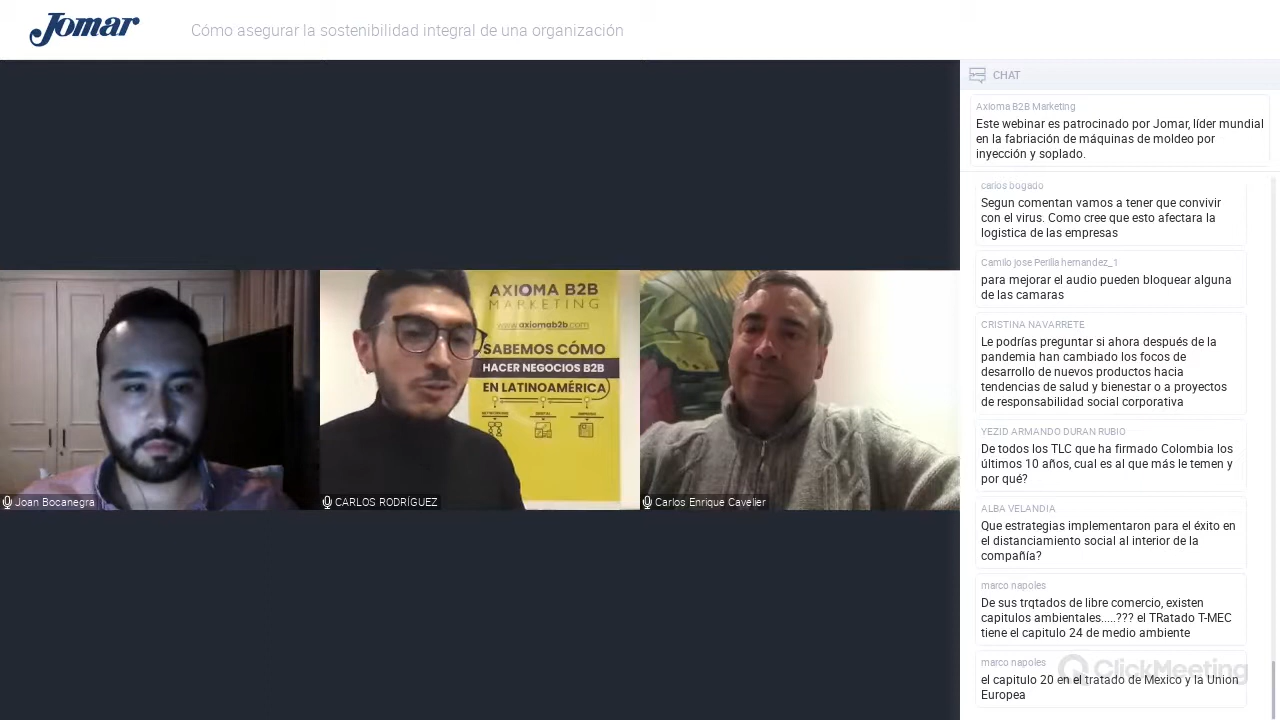 Jomar
Cómo asegurar la sostenibilidad integral de una organización
CHAT
Axioma B2B Marketing
Este webinar es patrocinado por Jomar, líder mundial
en la fabriación de máquinas de moldeo por
inyección y soplado.
carlos bogado
Segun comentan vamos a tener que convivir
con el virus. Como cree que esto afectara la
logistica de las empresas
Camilo jose Perilla hernandez_1
para mejorar el audio pueden bloquear alguna
de las camaras
CRISTINA NAVARRETE
Le podrías preguntar si ahora después de la
pandemia han cambiado los focos de
desarrollo de nuevos productos hacia
tendencias de salud y bienestar o a proyectos
de responsabilidad social corporativa
YEZID ARMANDO DURAN RUBIO
De todos los TLC que ha firmado Colombia los
últimos 10 años, cual es al que más le temen y
por qué?
ALBA VELANDIA
Que estrategias implementaron para el éxito en
el distanciamiento social al interior de la
compañía?
marco napoles
De sus trqtados de libre comercio, existen
capitulos ambientales.....??? el TRatado T-MEC
tiene el capitulo 24 de medio ambiente
marco napoles
el capitulo 20 en el tratado de Mexico y la Union
Europea
ClickMeeting
AXIOMA B2B
MARKETING
www.axiomab2b.com
SABEMOS CÓMO
HACER NEGOCIOS B2B
EN LATINOAMÉRICA
Joan Bocanegra
CARLOS RODRÍGUEZ
Carlos Enrique Cavelier